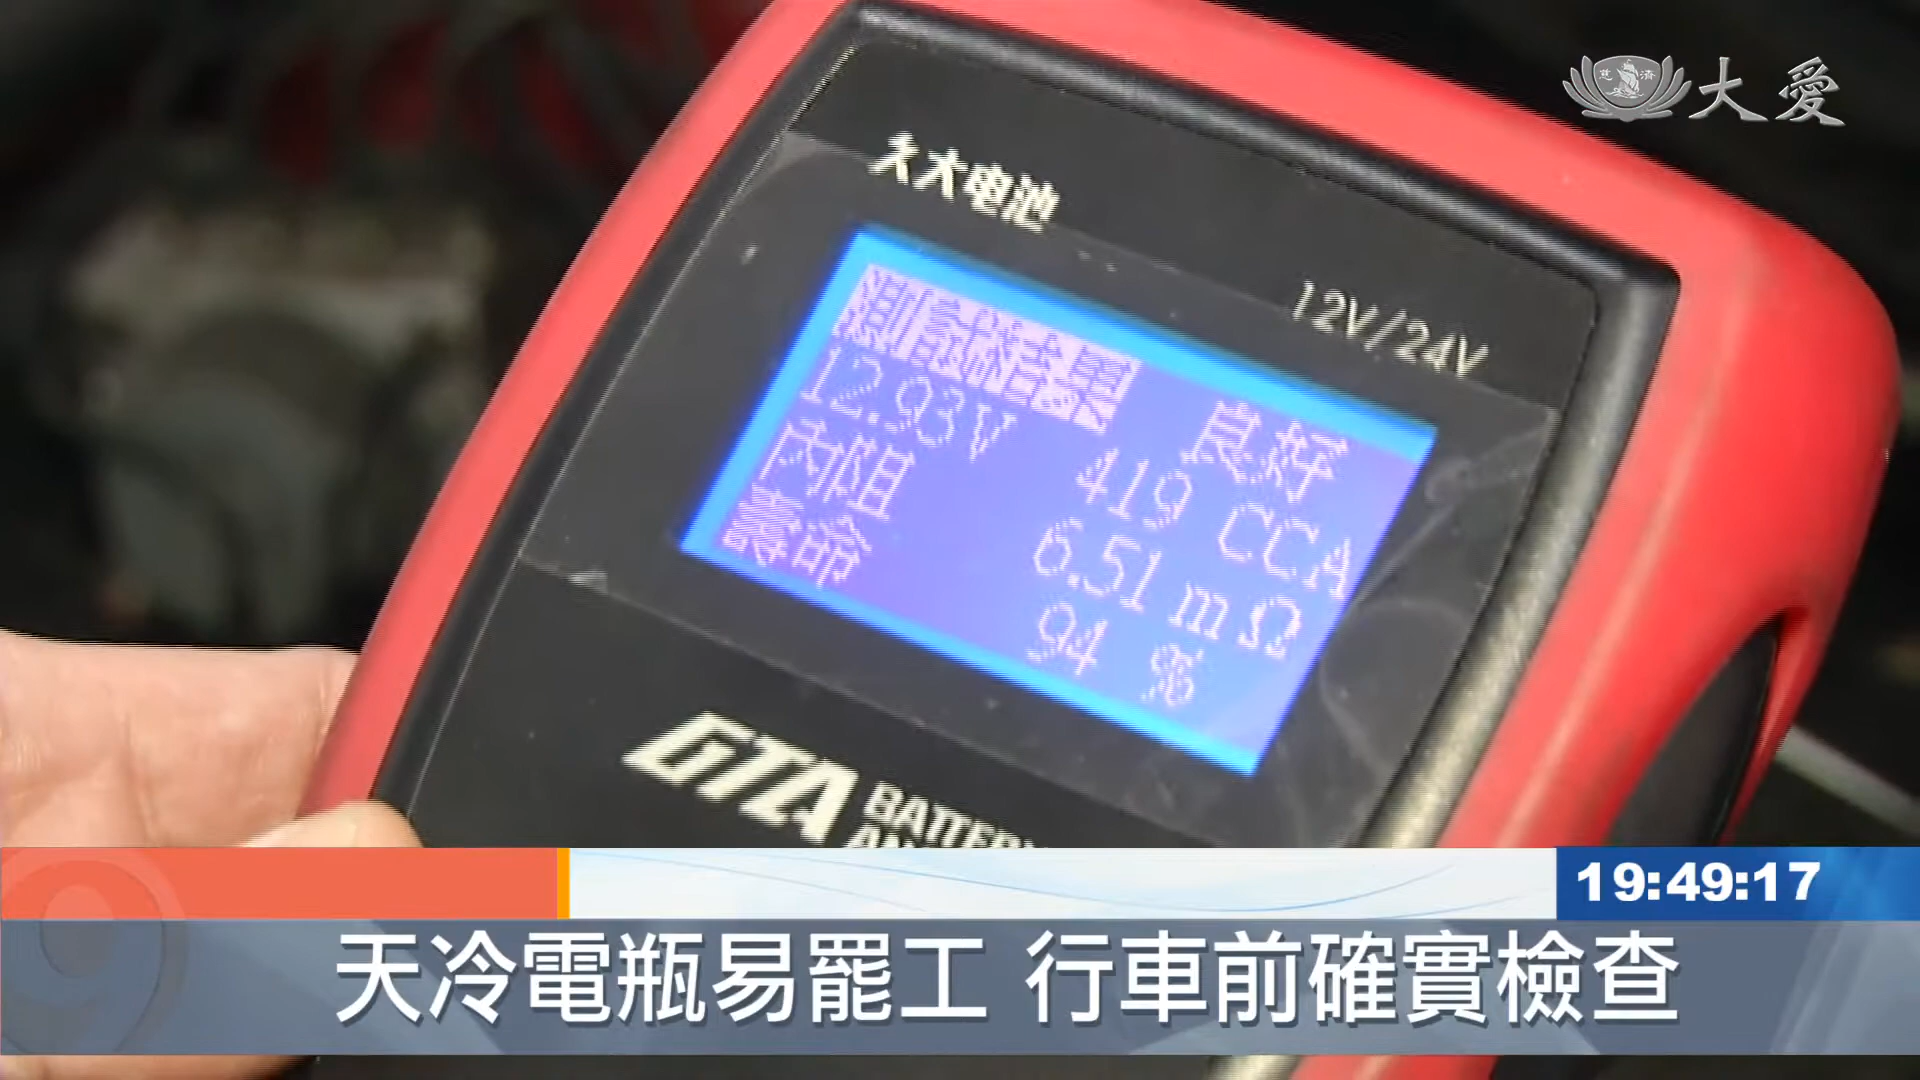 慈濟
大愛
大電池
12V/24V
測試結果 良好
12.93V 419 CCA
內阻 6.51 mΩ
壽命 94 %
GTA BATTERY
19:49:17
天冷電瓶易罷工 行車前確實檢查